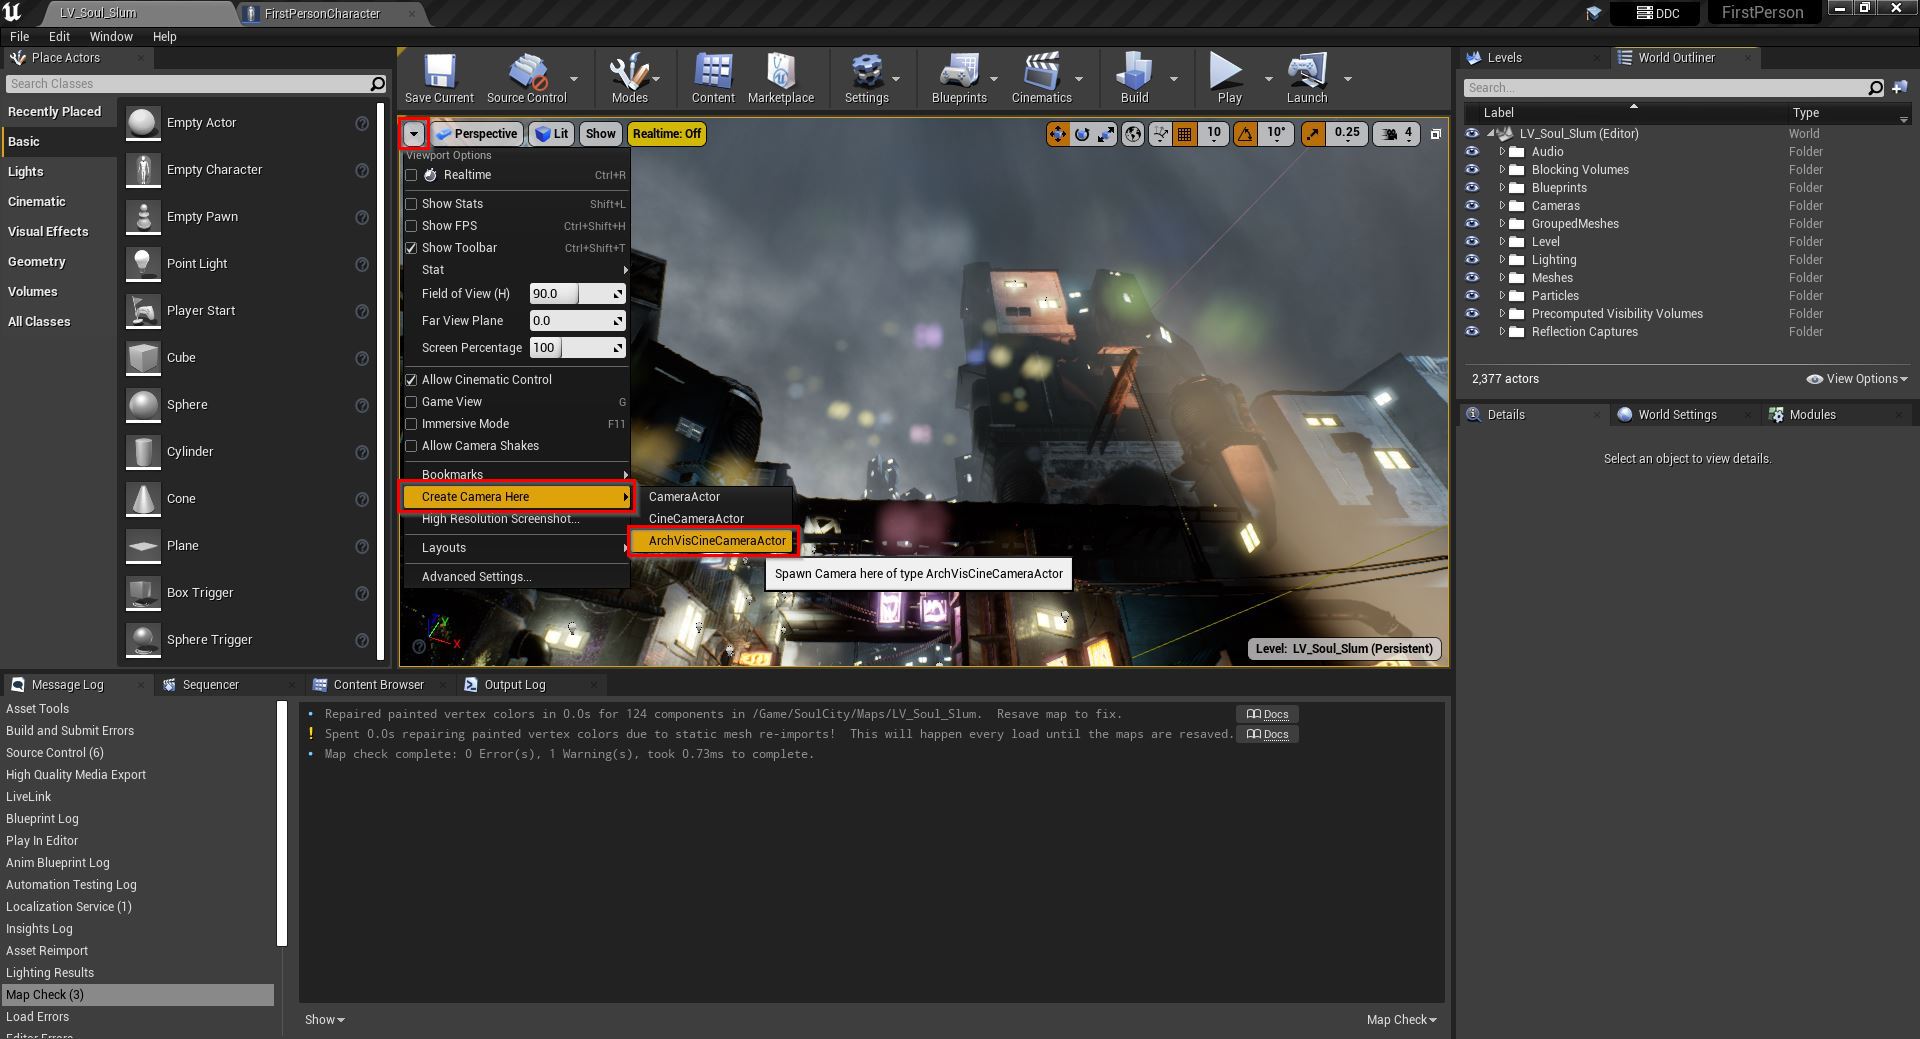 LV_Soul_Slum
FirstPersonCharacter
DDC
FirstPerson
File Edit Window Help
Place Actors
Search Classes
Recently Placed
Basic
Lights
Cinematic
Visual Effects
Geometry
Volumes
All Classes
Empty Actor
Empty Character
Empty Pawn
Point Light
Player Start
Cube
Sphere
Cylinder
Cone
Plane
Box Trigger
Sphere Trigger
Save Current
Source Control
Modes
Content
Marketplace
Settings
Blueprints
Cinematics
Build
Play
Launch
Perspective
Lit
Show
Realtime: Off
10
10°
0.25
4
Viewport Options
Realtime Ctrl+R
Show Stats Shift+L
Show FPS Ctrl+Shift+H
Show Toolbar Ctrl+Shift+T
Stat
Field of View (H) 90.0
Far View Plane 0.0
Screen Percentage 100
Allow Cinematic Control
Game View G
Immersive Mode F11
Allow Camera Shakes
Bookmarks
Create Camera Here
High Resolution Screenshot...
Layouts
Advanced Settings...
CameraActor
CineCameraActor
ArchVisCineCameraActor
Spawn Camera here of type ArchVisCineCameraActor
Y
X
Level: LV_Soul_Slum (Persistent)
Levels
World Outliner
Search...
Label Type
LV_Soul_Slum (Editor) World
Audio Folder
Blocking Volumes Folder
Blueprints Folder
Cameras Folder
GroupedMeshes Folder
Level Folder
Lighting Folder
Meshes Folder
Particles Folder
Precomputed Visibility Volumes Folder
Reflection Captures Folder
2,377 actors
View Options
Details
World Settings
Modules
Select an object to view details.
Message Log
Sequencer
Content Browser
Output Log
Asset Tools
Build and Submit Errors
Source Control (6)
High Quality Media Export
LiveLink
Blueprint Log
Play In Editor
Anim Blueprint Log
Automation Testing Log
Localization Service (1)
Insights Log
Asset Reimport
Lighting Results
Map Check (3)
Load Errors
Editor Errors
Repaired painted vertex colors in 0.0s for 124 components in /Game/SoulCity/Maps/LV_Soul_Slum. Resave map to fix. Docs
Spent 0.0s repairing painted vertex colors due to static mesh re-imports! This will happen every load until the maps are resaved. Docs
Map check complete: 0 Error(s), 1 Warning(s), took 0.73ms to complete.
Show
Map Check